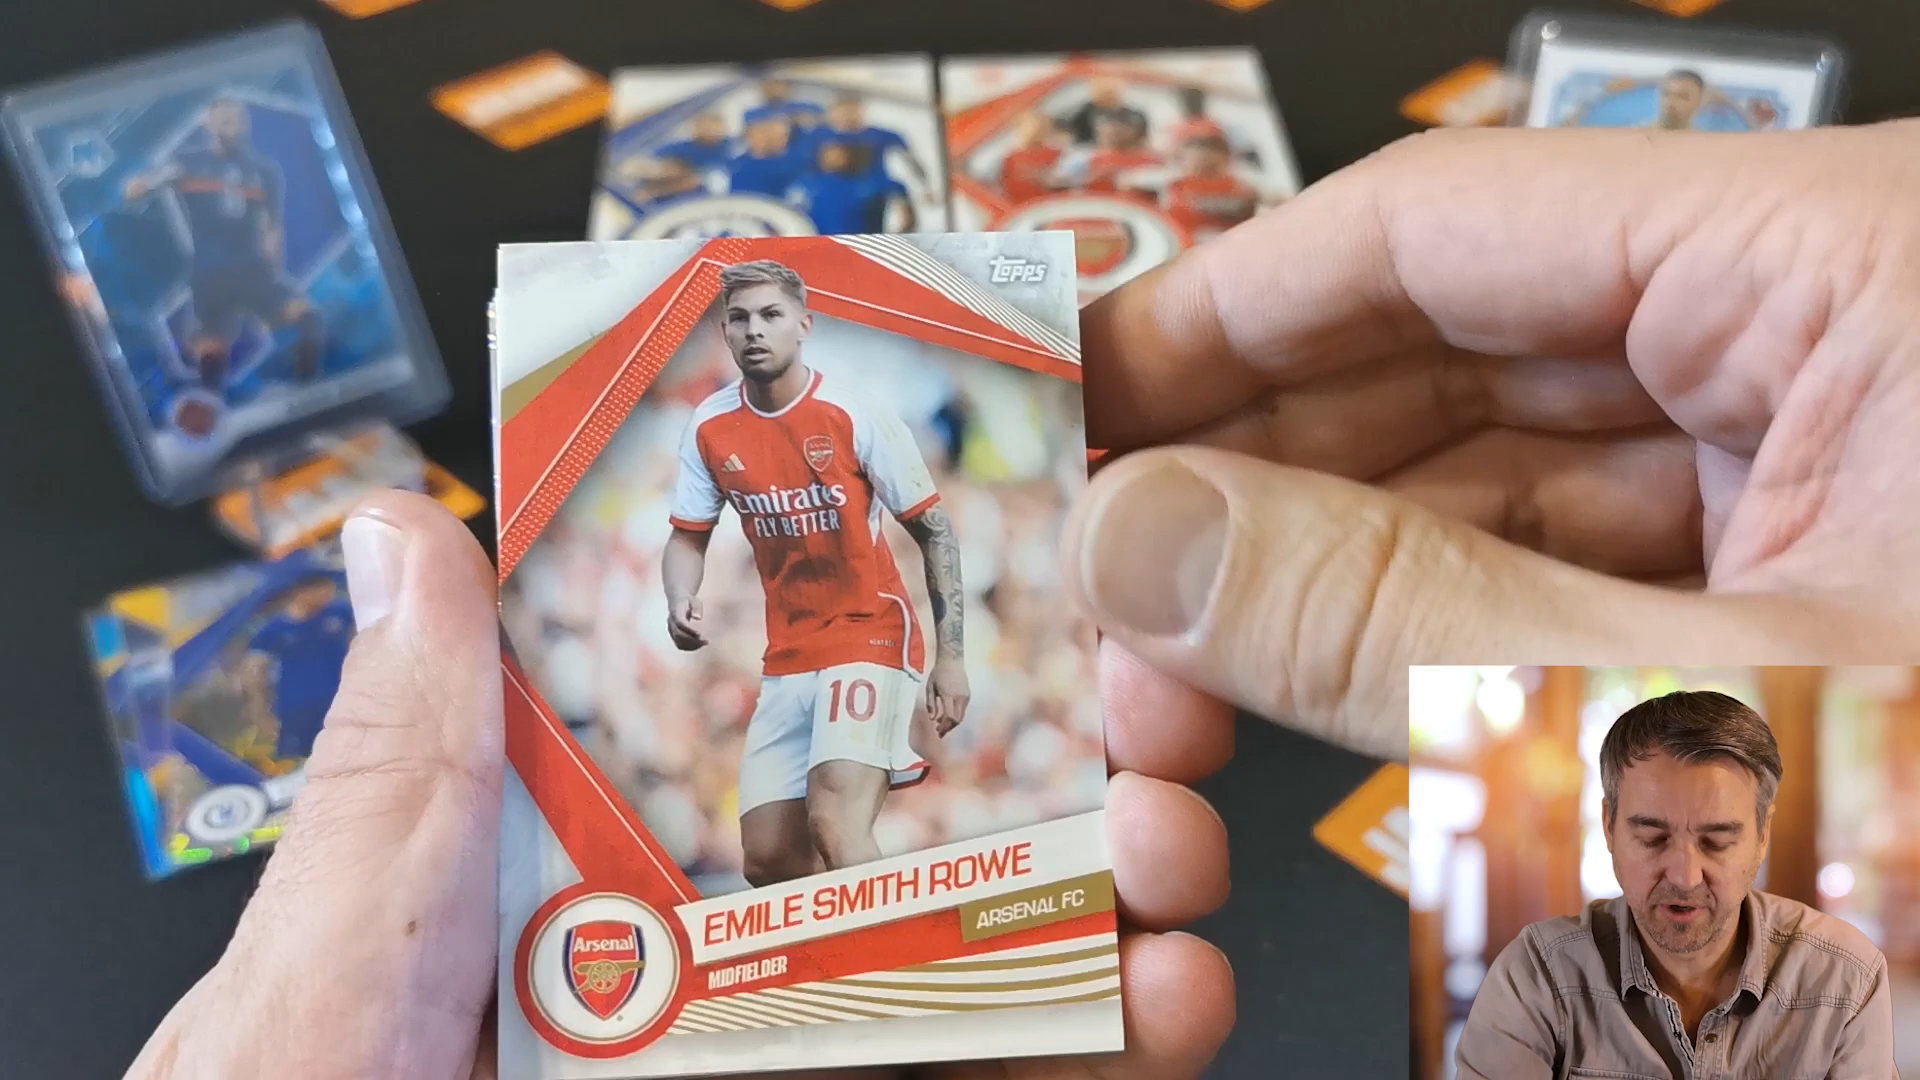 Topps
Emirates
FLY BETTER
10
EMILE SMITH ROWE
ARSENAL FC
Arsenal
MIDFIELDER